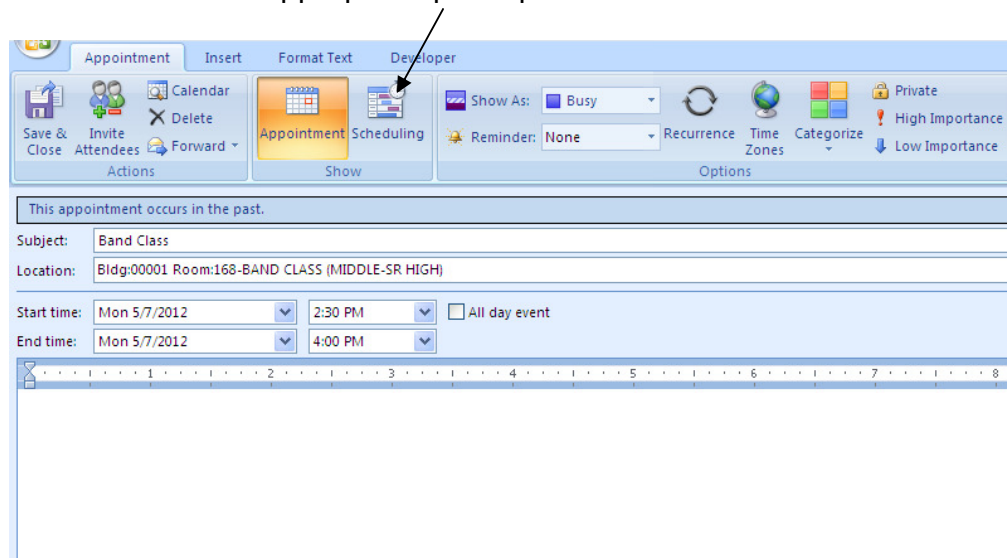 Appointment Insert Format Text Developer
Save & Close Invite Attendees Calendar Delete Forward Appointment Scheduling Show As: Busy Reminder: None Recurrence Time Zones Categorize Private High Importance Low Importance
Actions Show Options
This appointment occurs in the past.
Subject: Band Class
Location: Bldg:00001 Room:168-BAND CLASS (MIDDLE-SR HIGH)
Start time: Mon 5/7/2012 2:30 PM All day event
End time: Mon 5/7/2012 4:00 PM
1 2 3 4 5 6 7 8